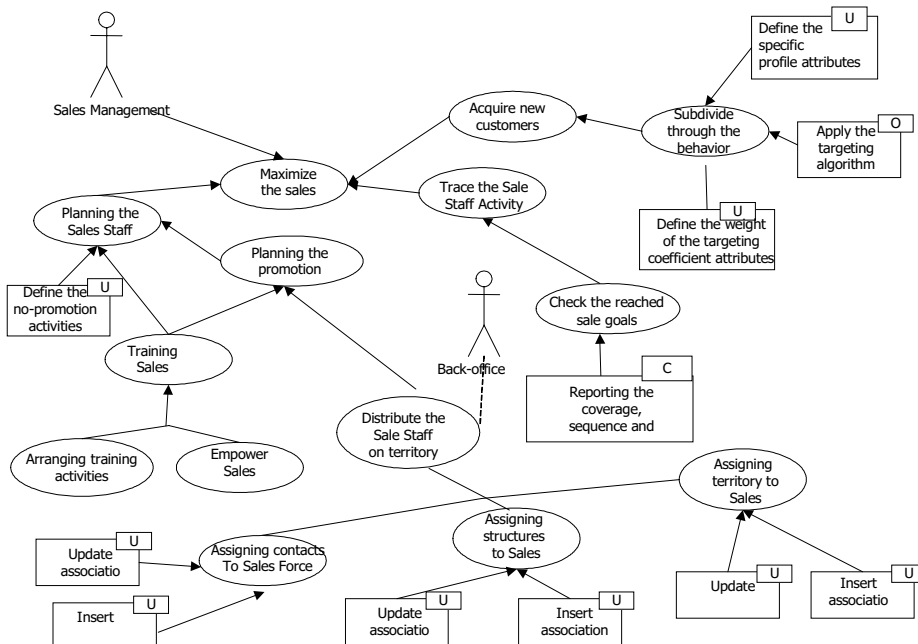 U
Define the
specific
profile attributes
Sales Management
Acquire new
customers
Subdivide
through the
behavior
O
Apply the
targeting
algorithm
Maximize
the sales
Trace the Sale
Staff Activity
Planning the
Sales Staff
U
Define the weight
of the targeting
coefficient attributes
Planning the
promotion
U
Define the
no-promotion
activities
Check the reached
sale goals
Training
Sales
Back-office
C
Reporting the
coverage,
sequence and
Distribute the
Sale Staff
on territory
Arranging training
activities
Empower
Sales
Assigning
territory to
Sales
Assigning
structures
to Sales
U
Update
associatio
Assigning contacts
To Sales Force
U
Insert
U
Update
associatio
U
Insert
association
U
Update
U
Insert
associatio